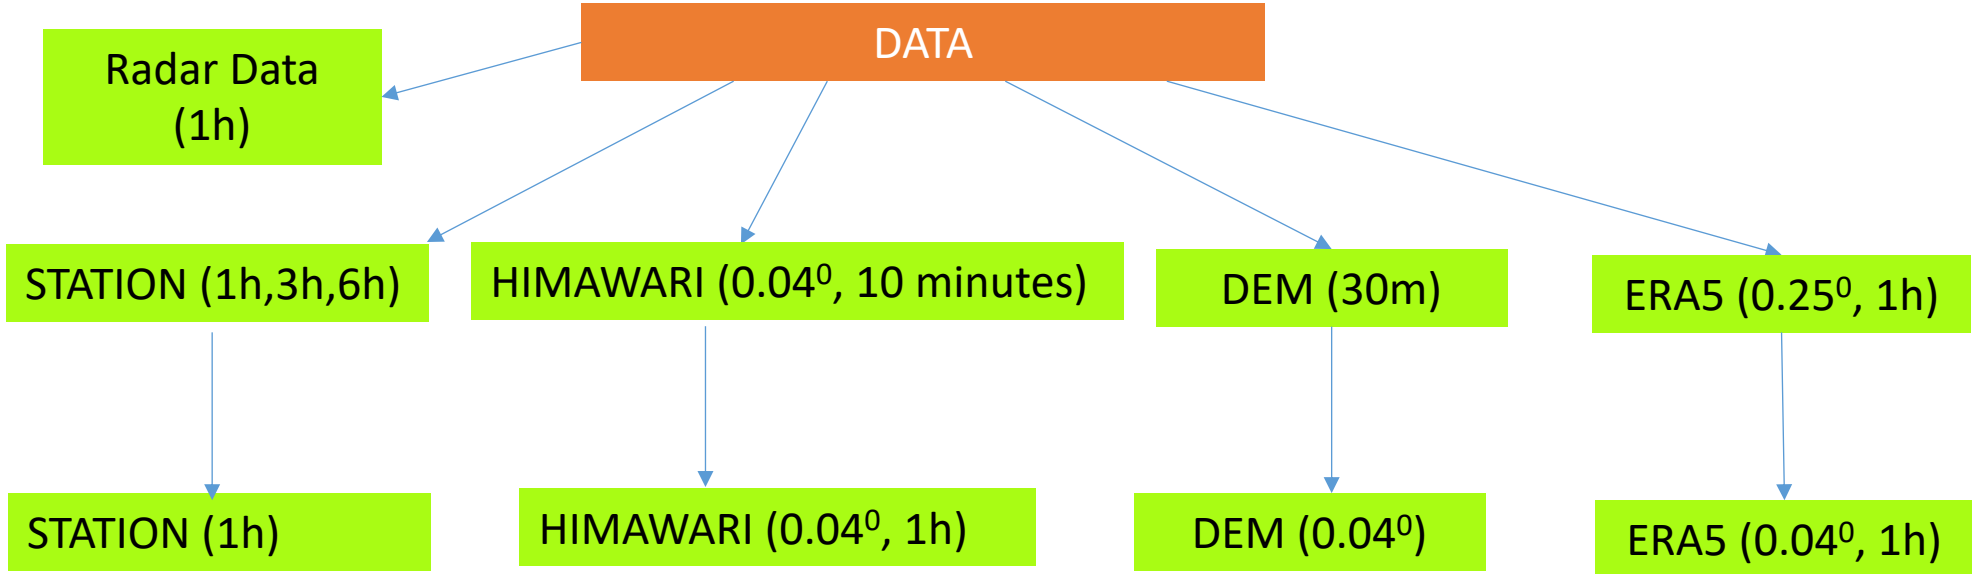 DATA
Radar Data
(1h)
STATION (1h,3h,6h)
HIMAWARI (0.04⁰, 10 minutes)
DEM (30m)
ERA5 (0.25⁰, 1h)
STATION (1h)
HIMAWARI (0.04⁰, 1h)
DEM (0.04⁰)
ERA5 (0.04⁰, 1h)